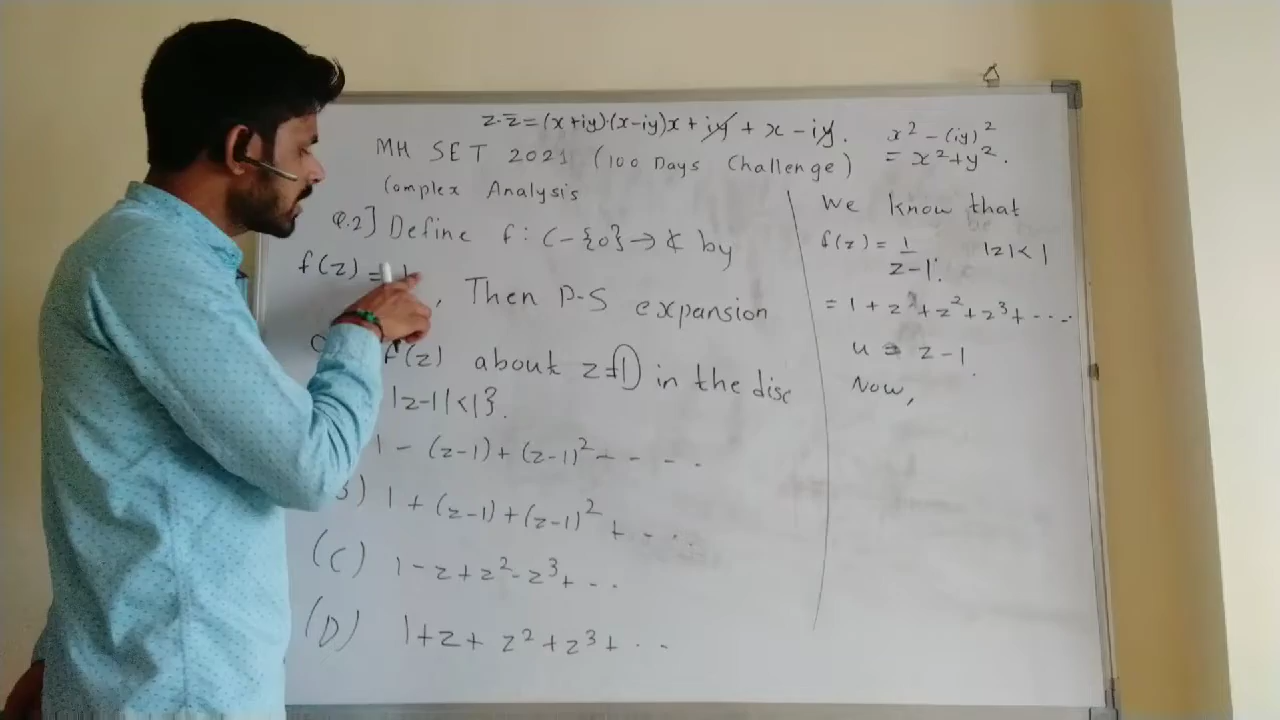 z·z̅ = (x+iy)·(x-iy)x + iy + x - iy.
x² - (iy)²
= x² + y².
MH SET 2021 (100 Days Challenge)
Complex Analysis
Q.2] Define f: ℂ-{0} → ℂ by
f(z) = 1
, Then P-S expansion
f(z) about z=1 in the disc
|z-1|<1}.
1 - (z-1) + (z-1)² - - - -
B) 1 + (z-1) + (z-1)² + - . . .
(C) 1 - z + z² - z³ + . . .
(D) 1 + z + z² + z³ + . . .
We know that
f(z) = 1/(z-1). |z| < 1
= 1 + z + z² + z³ + - - - .
u = z - 1.
Now,